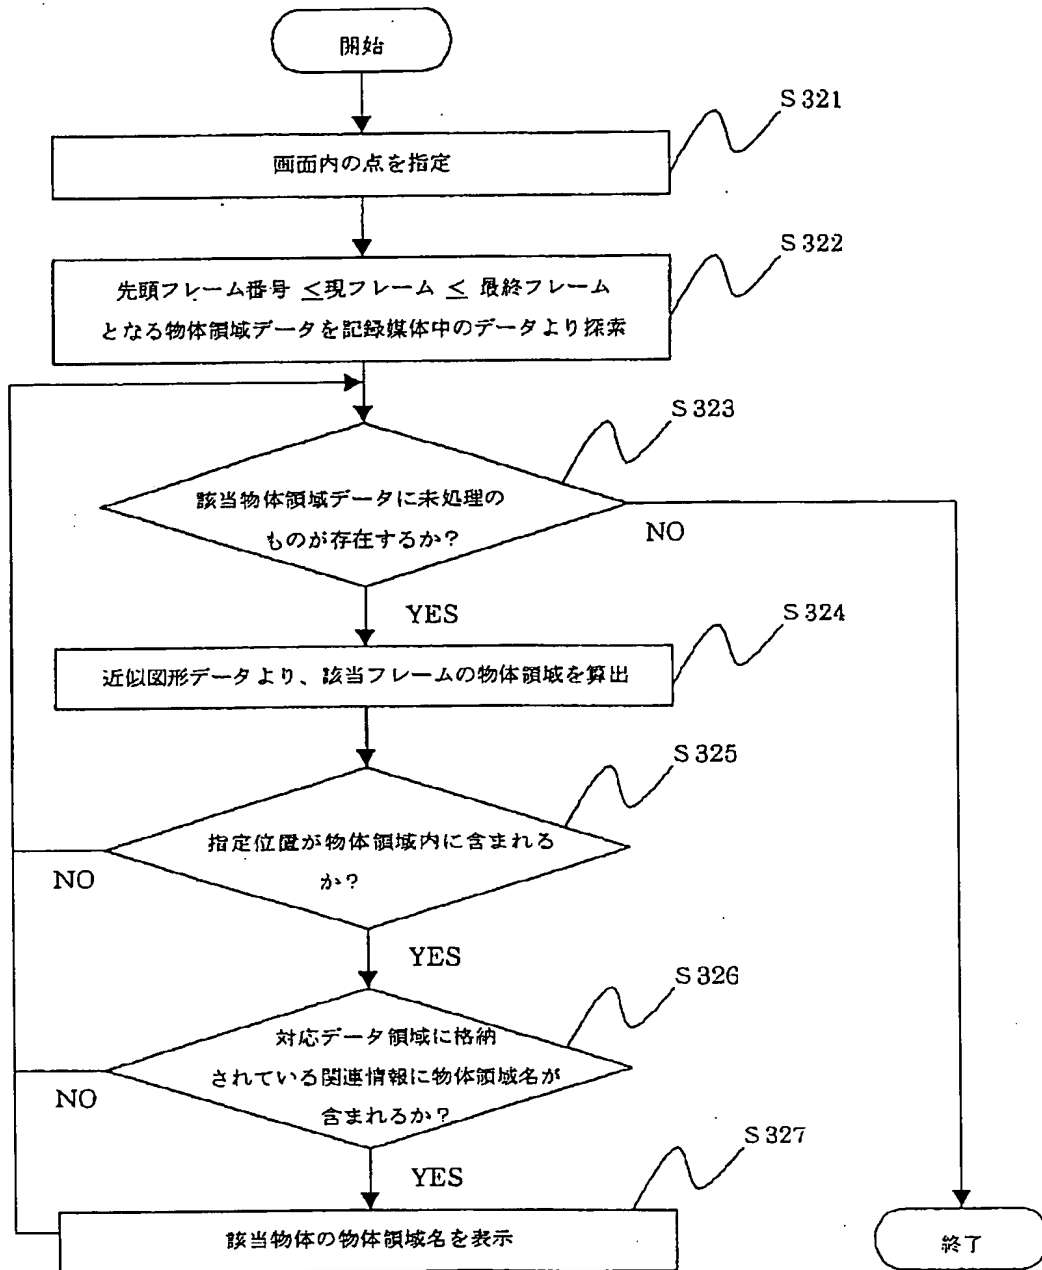 開始
S321
画面内の点を指定
S322
先頭フレーム番号 ≦現フレーム ≦ 最終フレーム
となる物体領域データを記録媒体中のデータより探索
S323
該当物体領域データに未処理の
ものが存在するか?
NO
YES
S324
近似図形データより、該当フレームの物体領域を算出
S325
指定位置が物体領域内に含まれる
か?
NO
YES
S326
対応データ領域に格納
されている関連情報に物体領域名が
含まれるか?
NO
YES
S327
該当物体の物体領域名を表示
終了